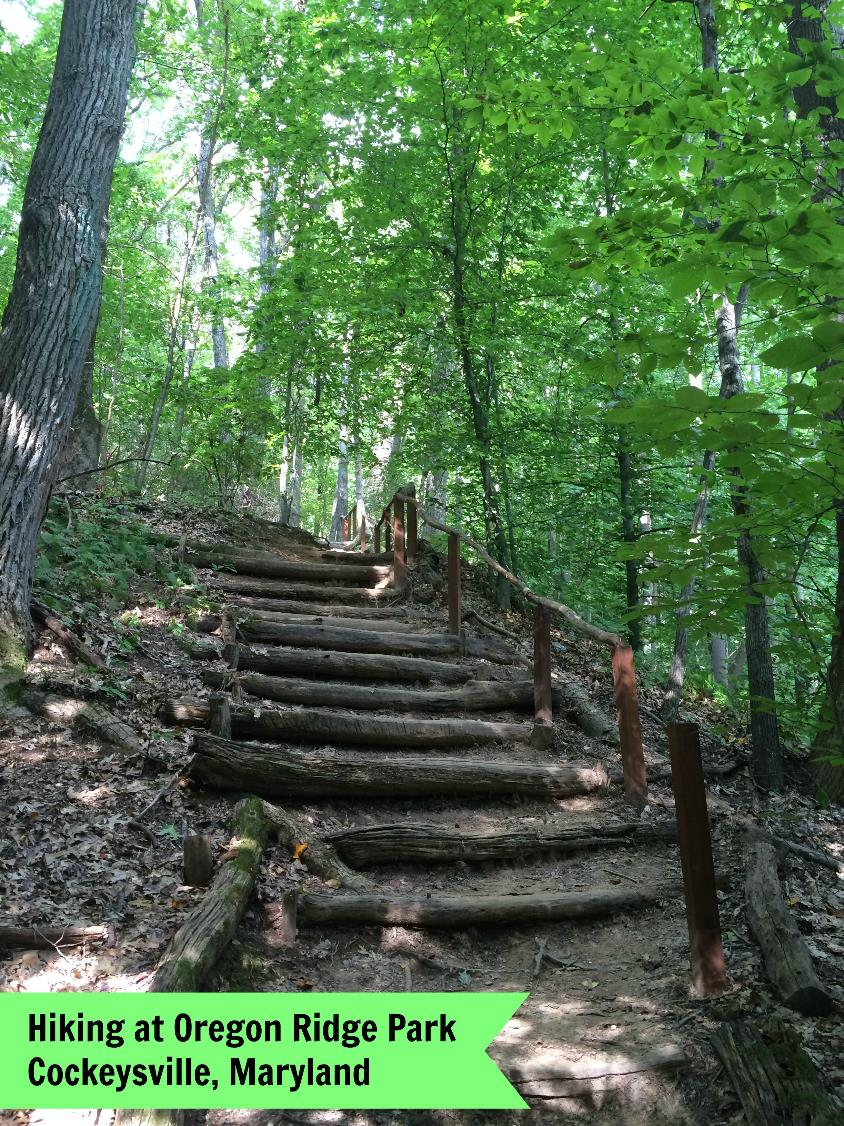 Hiking at Oregon Ridge Park
Cockeysville, Maryland